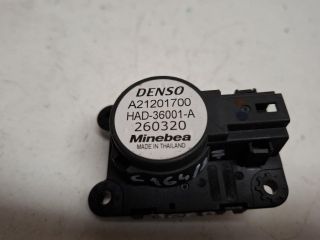 DENSO
A21201700
HAD-36001-A
260320
Minebea
MADE IN THAILAND